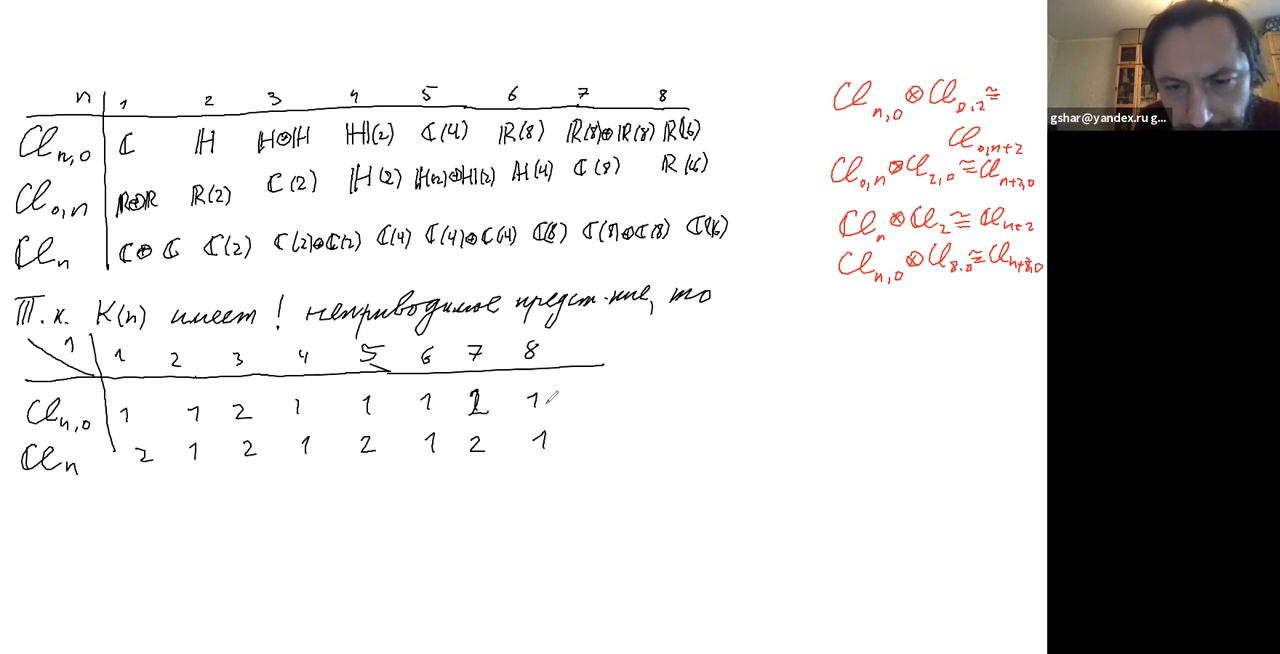 n 1 2 3 4 5 6 7 8
Cl_{n,0} ℂ ℍ ℍ⊕ℍ ℍ(2) ℂ(4) ℝ(8) ℝ(8)⊕ℝ(8) ℝ(16)
Cl_{0,n} ℝ⊕ℝ ℝ(2) ℂ(2) ℍ(2) ℍ(2)⊕ℍ(2) ℍ(4) ℂ(8) ℝ(16)
ℂl_n ℂ⊕ℂ ℂ(2) ℂ(2)⊕ℂ(2) ℂ(4) ℂ(4)⊕ℂ(4) ℂ(8) ℂ(8)⊕ℂ(8) ℂ(16)
Т.к. K(n) имеет ! неприводимое предст-ние, то
n 1 2 3 4 5 6 7 8
Cl_{n,0} 1 1 2 1 1 1 2 1
ℂl_n 2 1 2 1 2 1 2 1
Cl_{n,0} ⊗ Cl_{0,2} ≅
Cl_{0,n+2}
Cl_{0,n} ⊗ Cl_{2,0} ≅ Cl_{n+2,0}
ℂl_n ⊗ ℂl_2 ≅ ℂl_{n+2}
Cl_{n,0} ⊗ Cl_{8,0} ≅ Cl_{n+8,0}
gshar@yandex.ru g...